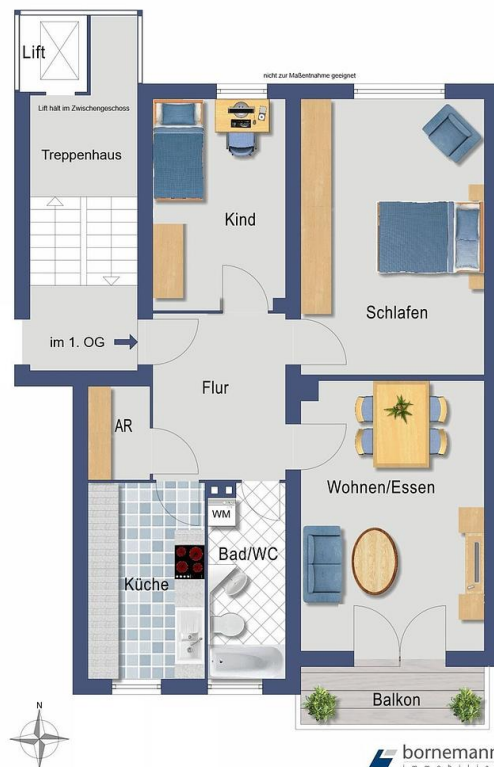 Lift
nicht zur Maßentnahme geeignet
Lift hält im Zwischengeschoss
Treppenhaus
Kind
Schlafen
im 1. OG
Flur
AR
Wohnen/Essen
WM
Bad/WC
Küche
Balkon
N
bornemann